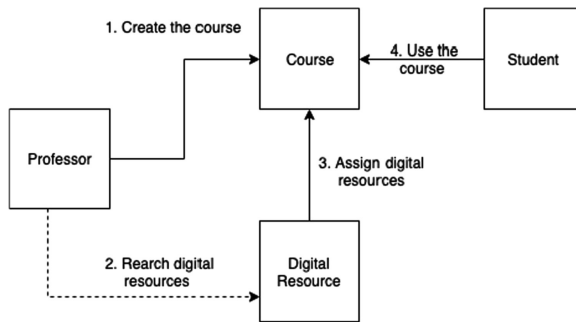 1. Create the course
Course
4. Use the
course
Student
Professor
3. Assign digital
resources
2. Rearch digital
resources
Digital
Resource